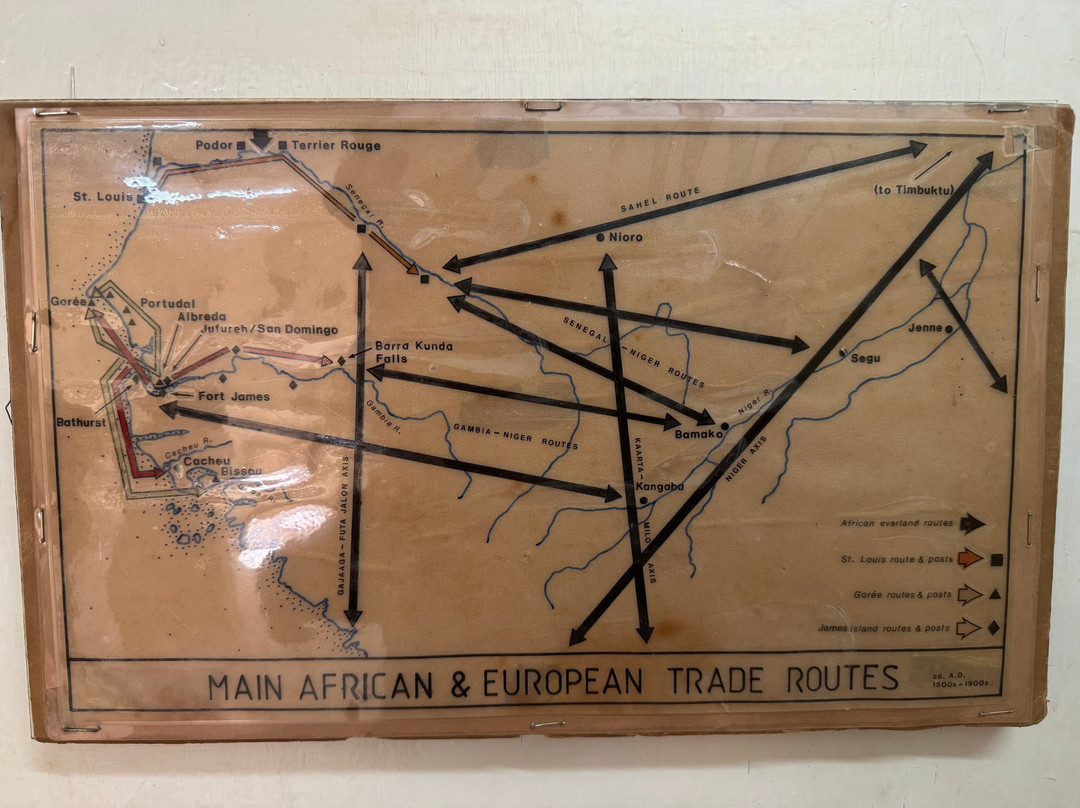 Podor
Terrier Rouge
St. Louis
Senegal R.
SAHEL ROUTE
(to Timbuktu)
Nioro
Gorée
Portudal
Albreda
Jufureh/San Domingo
Barra Kunda
Falls
SENEGAL-NIGER ROUTES
Jenne
Segu
Fort James
Bathurst
Gambia R.
GAMBIA-NIGER ROUTES
Niger R.
Bamako
Cacheu R.
Cacheu
Bissau
Kangaba
NIGER AXIS
KAARTA-
MILO AXIS
GAJAAGA-FUTA JALON AXIS
African overland routes
St. Louis route & posts
Gorée routes & posts
James Island routes & posts
MAIN AFRICAN & EUROPEAN TRADE ROUTES
ca. A.D.
1500s-1900s